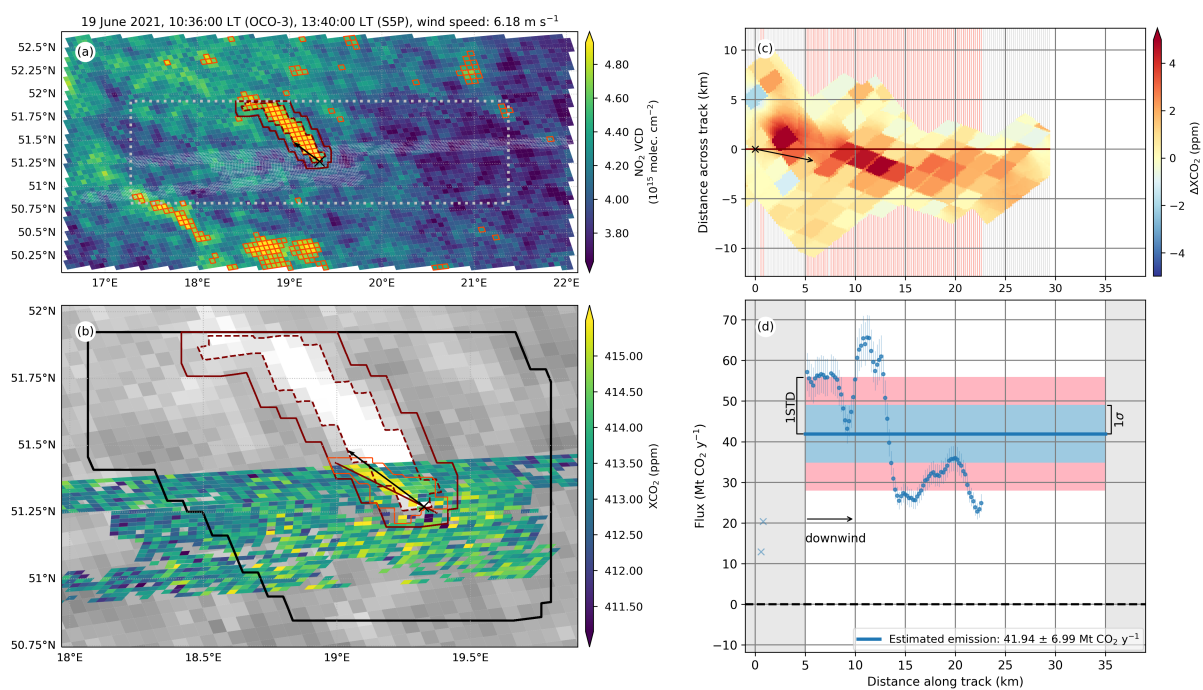 19 June 2021, 10:36:00 LT (OCO-3), 13:40:00 LT (S5P), wind speed: 6.18 m s⁻¹
(a)
52.5°N
52.25°N
52°N
51.75°N
51.5°N
51.25°N
51°N
50.75°N
50.5°N
50.25°N
17°E
18°E
19°E
20°E
21°E
22°E
4.80
4.60
4.40
4.20
4.00
3.80
NO₂ VCD
(10¹⁵ molec. cm⁻²)
(b)
52°N
51.75°N
51.5°N
51.25°N
51°N
50.75°N
18°E
18.5°E
19°E
19.5°E
415.00
414.50
414.00
413.50
413.00
412.50
412.00
411.50
XCO₂ (ppm)
(c)
Distance across track (km)
10
5
0
−5
−10
0
5
10
15
20
25
30
35
4
2
0
−2
−4
ΔXCO₂ (ppm)
(d)
Flux (Mt CO₂ y⁻¹)
70
60
50
40
30
20
10
0
−10
1STD
1σ
downwind
Estimated emission: 41.94 ± 6.99 Mt CO₂ y⁻¹
0
5
10
15
20
25
30
35
Distance along track (km)